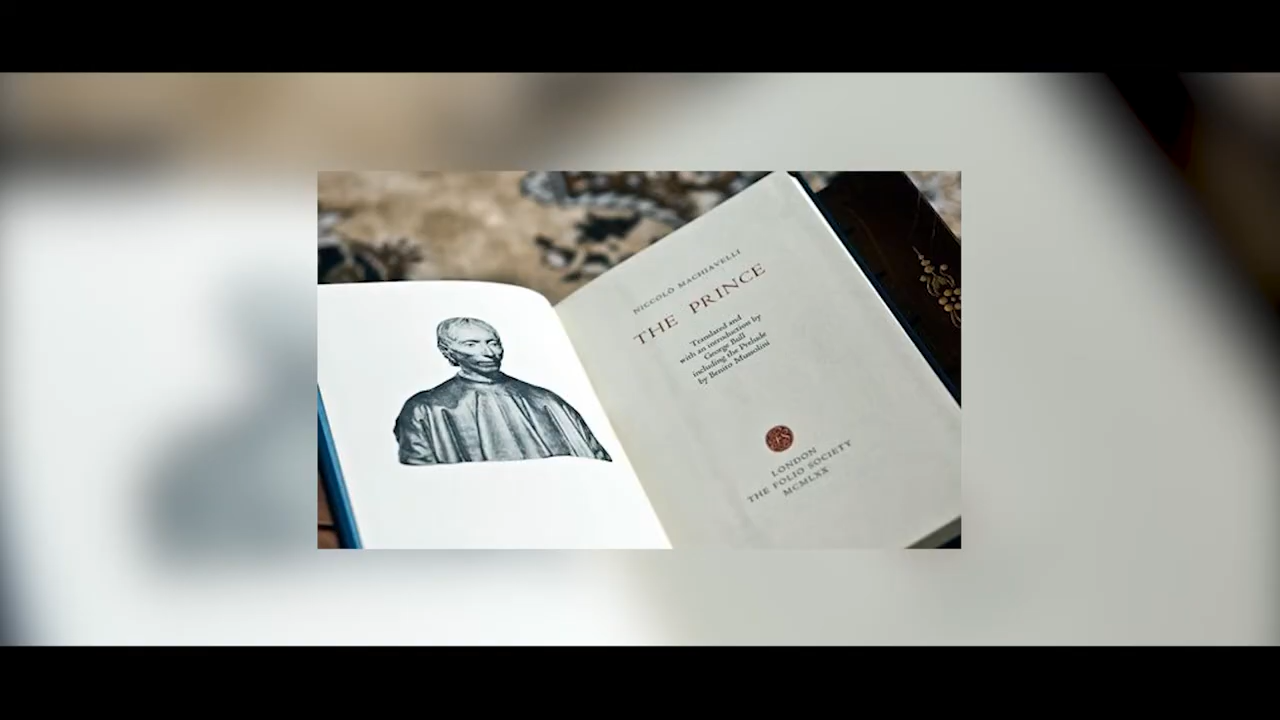 NICCOLÒ MACHIAVELLI
THE PRINCE
Translated and
with an introduction by
George Bull
including the Prelude
by Benito Mussolini
LONDON
THE FOLIO SOCIETY
MCMLXX